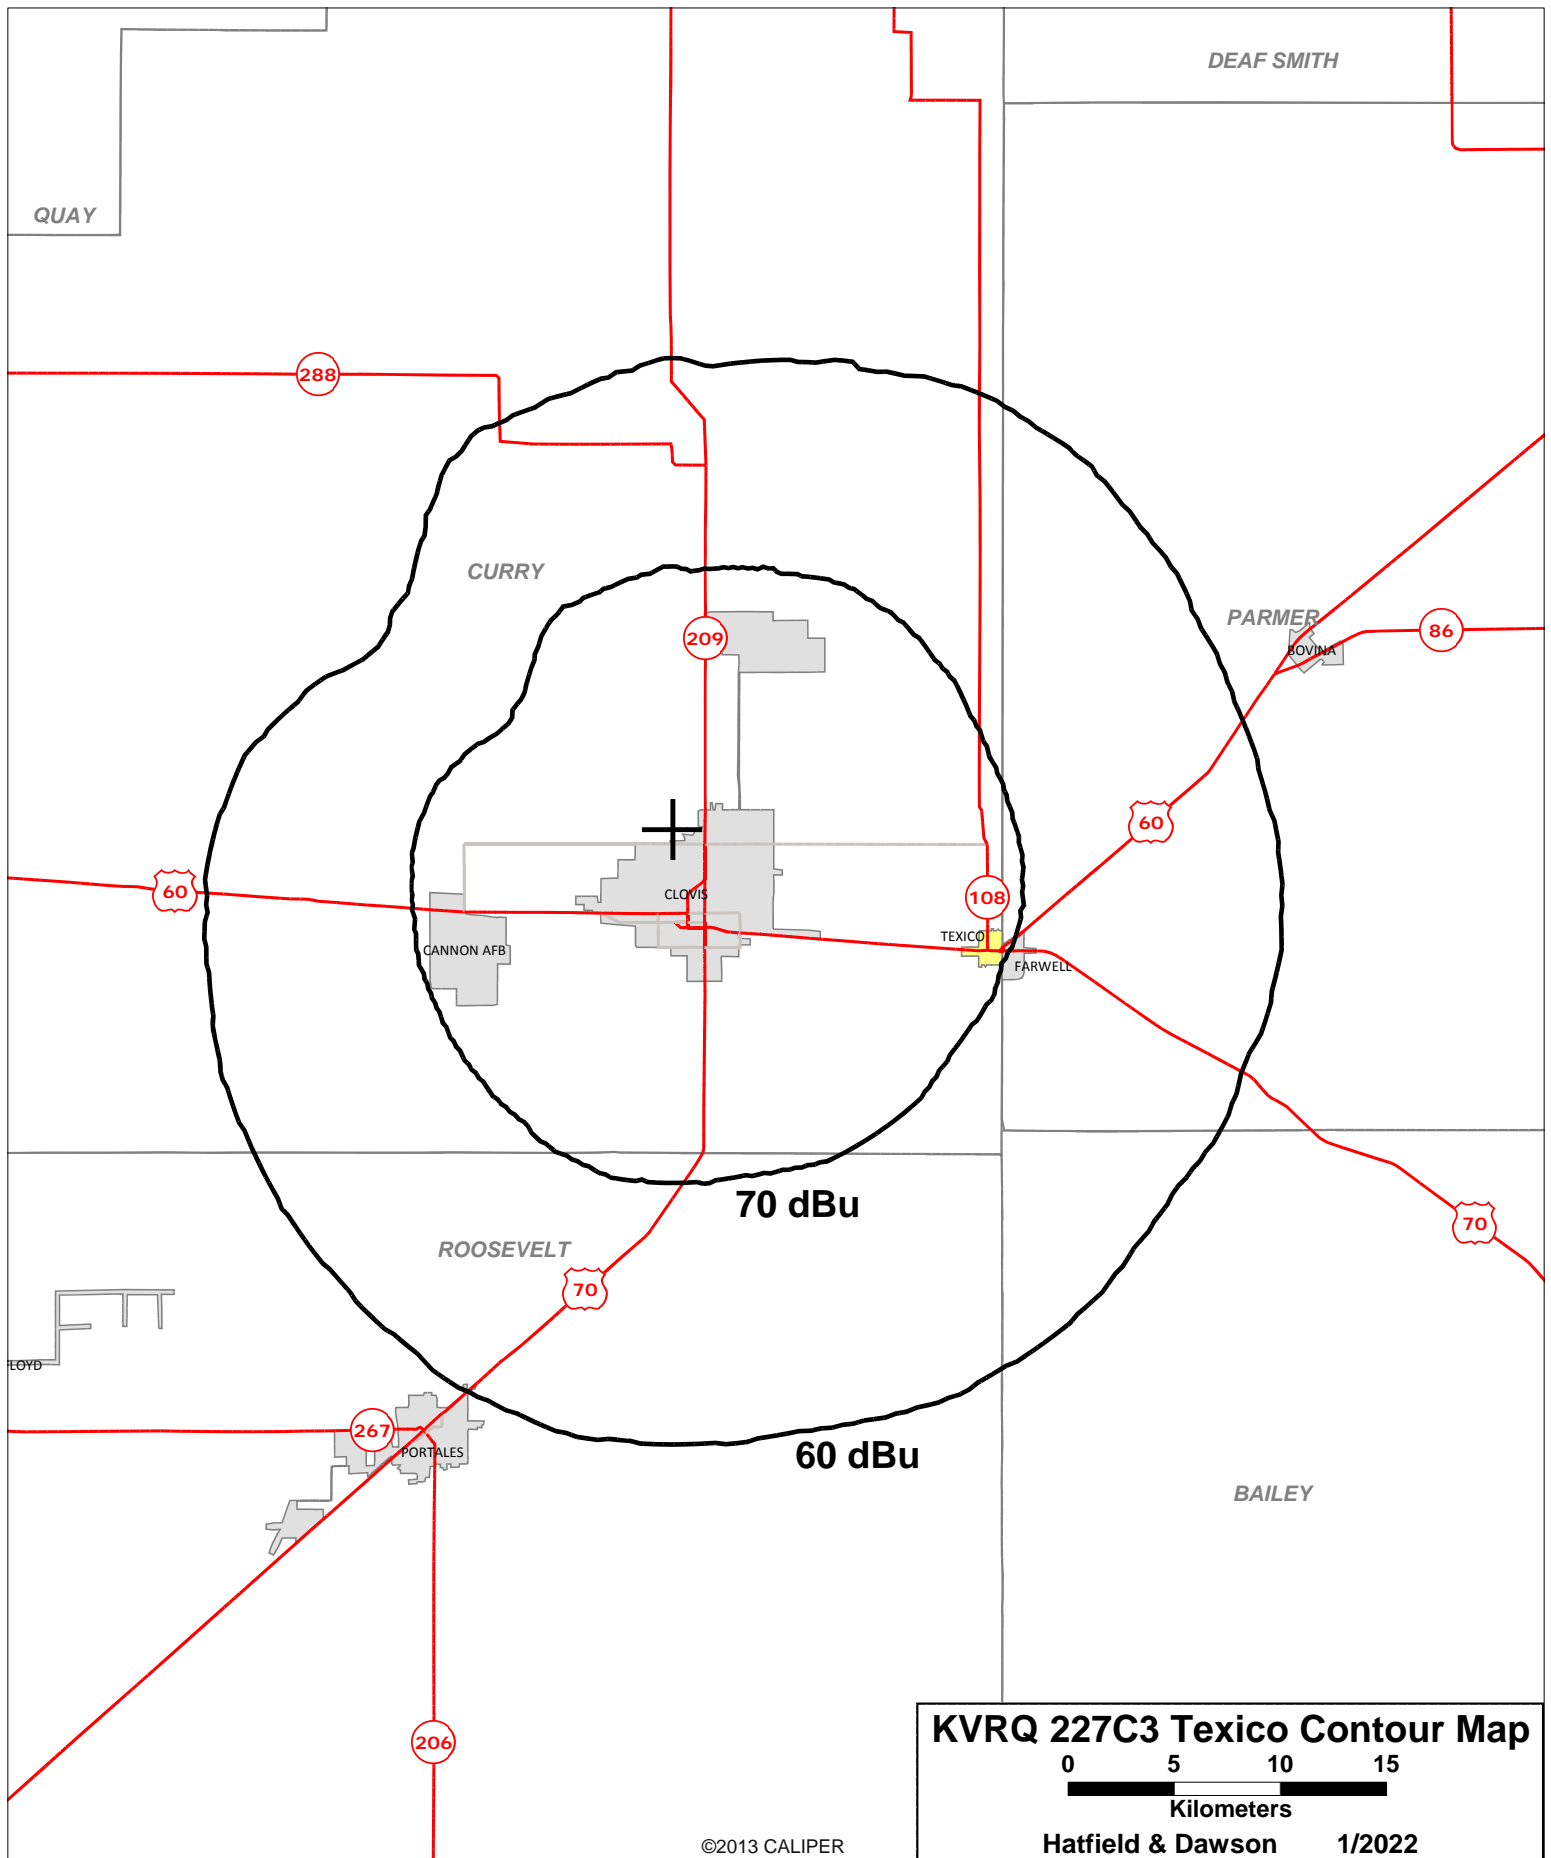 DEAF SMITH
QUAY
288
CURRY
PARMER
209
86
BOVINA
60
60
CLOVIS
108
TEXICO
CANNON AFB
FARWELL
70 dBu
70
ROOSEVELT
70
LOYD
267
PORTALES
60 dBu
BAILEY
206
KVRQ 227C3 Texico Contour Map
0 5 10 15
Kilometers
Hatfield & Dawson 1/2022
©2013 CALIPER